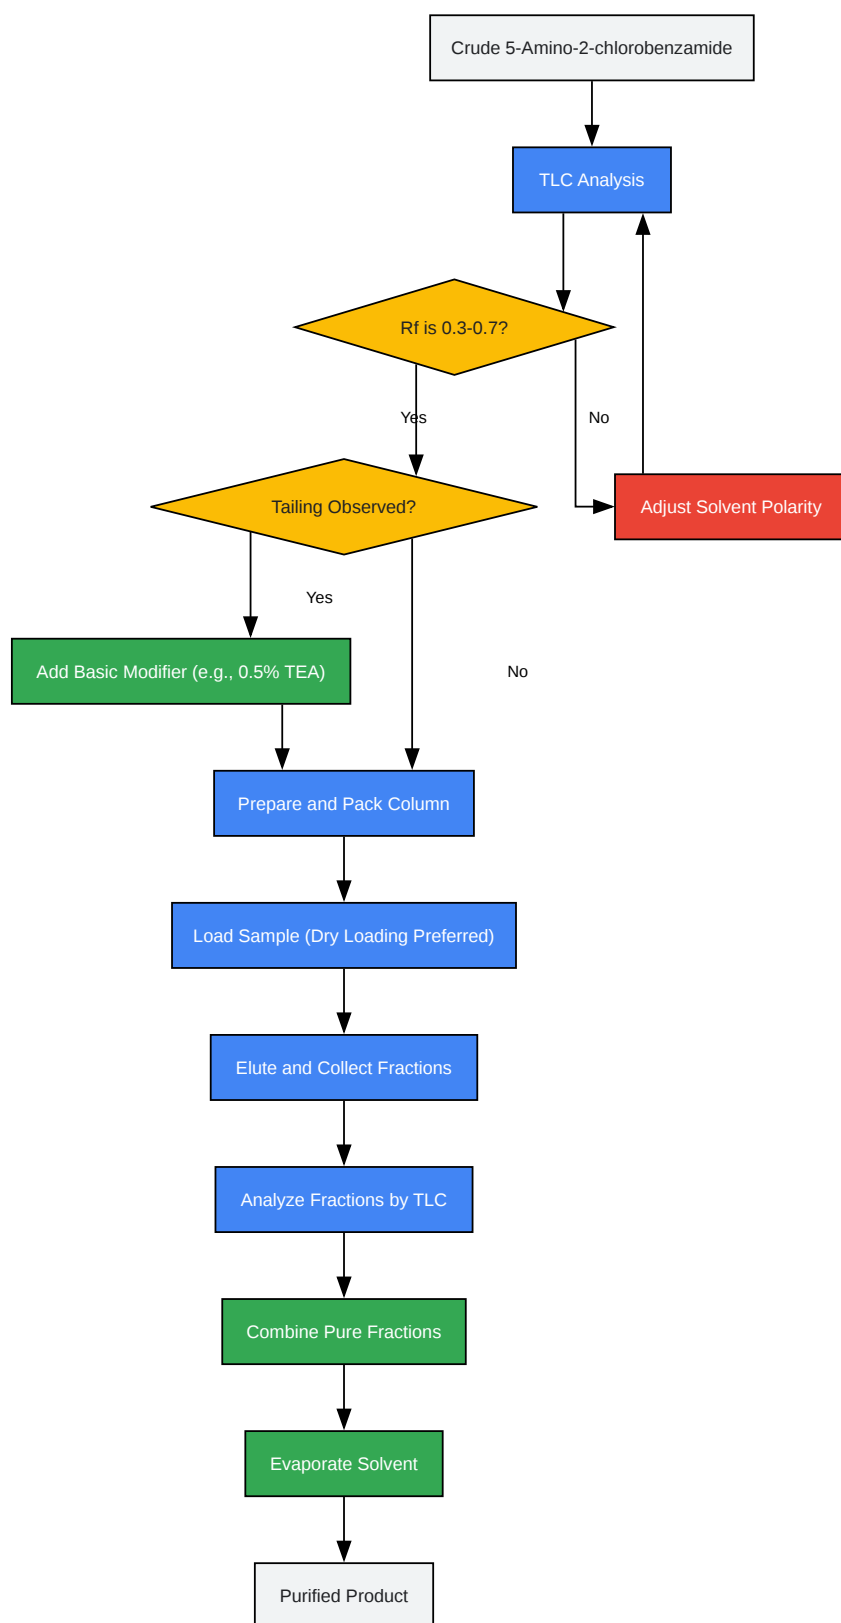 Crude 5-Amino-2-chlorobenzamide
TLC Analysis
Rf is 0.3-0.7?
Yes
No
Tailing Observed?
Adjust Solvent Polarity
Yes
Add Basic Modifier (e.g., 0.5% TEA)
No
Prepare and Pack Column
Load Sample (Dry Loading Preferred)
Elute and Collect Fractions
Analyze Fractions by TLC
Combine Pure Fractions
Evaporate Solvent
Purified Product